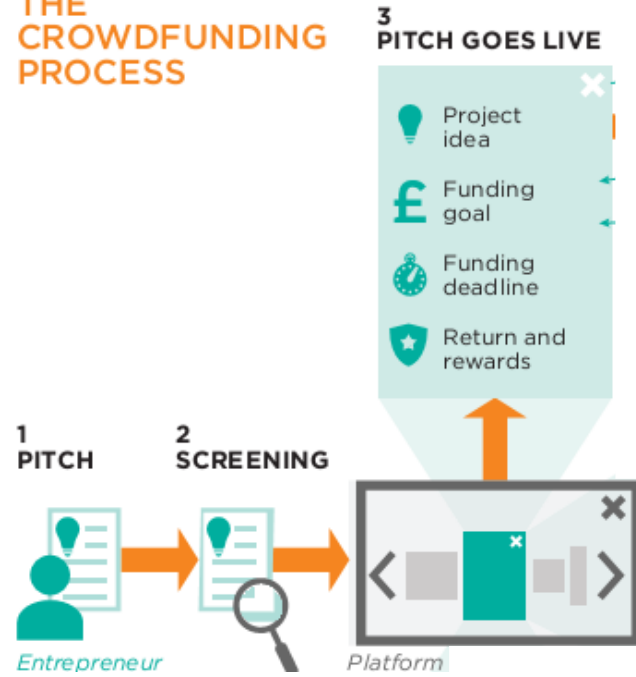 THE
CROWDFUNDING
PROCESS
3
PITCH GOES LIVE
Project
idea
£
Funding
goal
Funding
deadline
Return and
rewards
1
PITCH
2
SCREENING
Entrepreneur
Platform